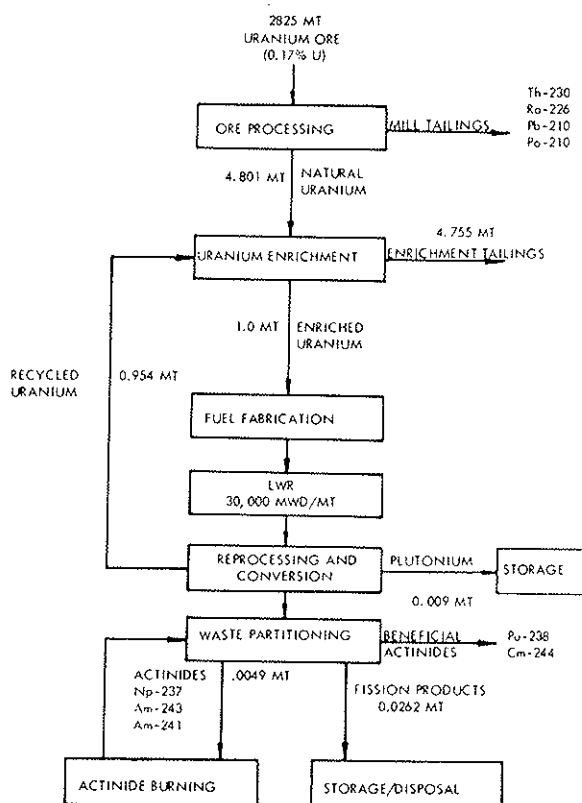 2825 MT
URANIUM ORE
(0.17% U)
Th-230
Ra-226
Pb-210
Po-210
ORE PROCESSING
MILL TAILINGS
4.801 MT
NATURAL
URANIUM
4.755 MT
URANIUM ENRICHMENT
ENRICHMENT TAILINGS
1.0 MT
ENRICHED
URANIUM
RECYCLED
URANIUM
0.954 MT
FUEL FABRICATION
LWR
30,000 MWD/MT
REPROCESSING AND
CONVERSION
PLUTONIUM
STORAGE
0.009 MT
WASTE PARTITIONING
BENEFICIAL
ACTINIDES
Pu-238
Cm-244
ACTINIDES
Np-237
Am-243
Am-241
.0049 MT
FISSION PRODUCTS
0.0262 MT
ACTINIDE BURNING
STORAGE/DISPOSAL